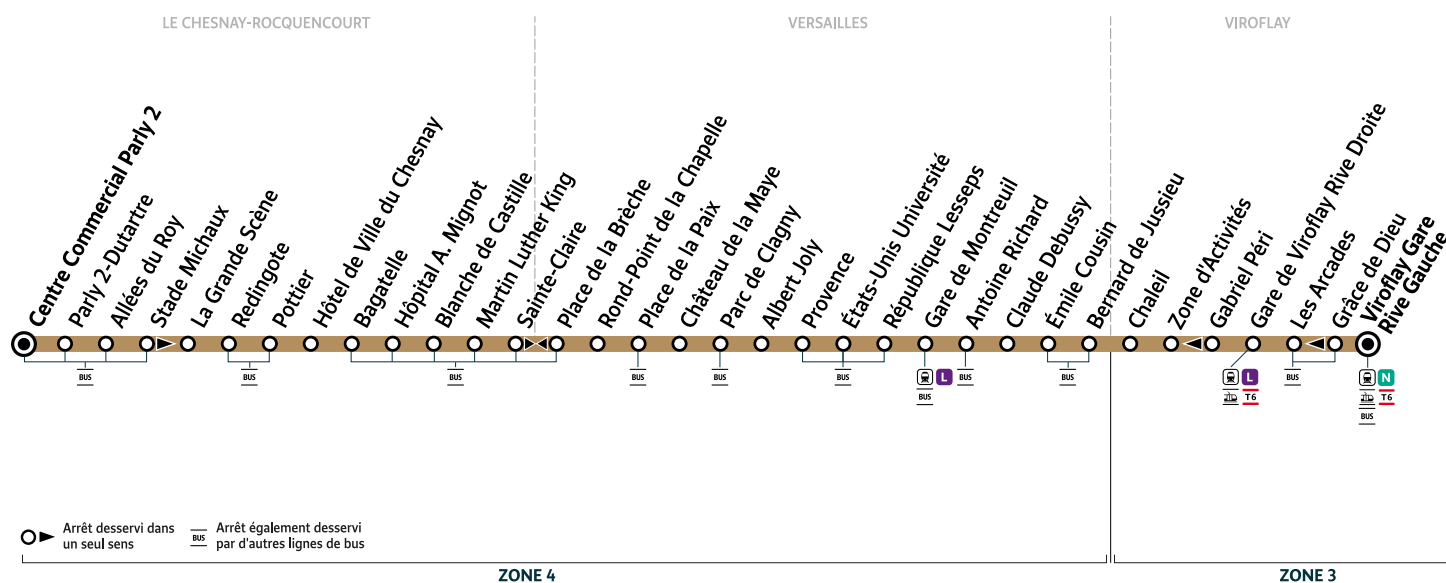 LE CHESNAY-ROCQUENCOURT
VERSAILLES
VIROFLAY
Centre Commercial Parly 2
Parly 2-Dutartre
Allées du Roy
Stade Michaux
La Grande Scène
Redingote
Pottier
Hôtel de Ville du Chesnay
Bagatelle
Hôpital A. Mignot
Blanche de Castille
Martin Luther King
Sainte-Claire
Place de la Brèche
Rond-Point de la Chapelle
Place de la Paix
Château de la Maye
Parc de Clagny
Albert Joly
Provence
États-Unis Université
République Lesseps
Gare de Montreuil
Antoine Richard
Claude Debussy
Émile Cousin
Bernard de Jussieu
Chaleil
Zone d'Activités
Gabriel Péri
Gare de Viroflay Rive Droite
Les Arcades
Grâce de Dieu
Viroflay Gare
Rive Gauche
BUS
BUS
BUS
BUS
BUS
BUS
L
BUS
BUS
BUS
L
T6
BUS
N
T6
BUS
Arrêt desservi dans
un seul sens
BUS
Arrêt également desservi
par d'autres lignes de bus
ZONE 4
ZONE 3